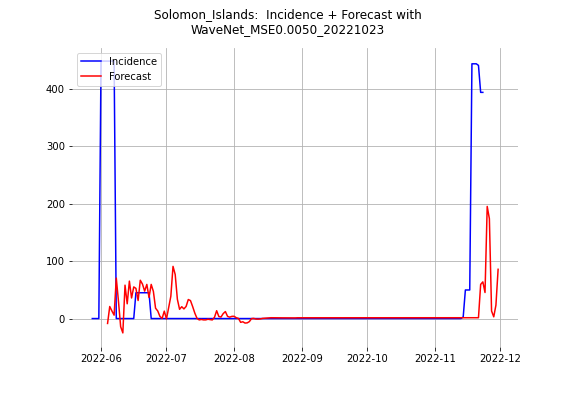 Solomon_Islands:  Incidence + Forecast with
WaveNet_MSE0.0050_20221023
Incidence
Forecast
400
300
200
100
0
2022-06 2022-07 2022-08 2022-09 2022-10 2022-11 2022-12